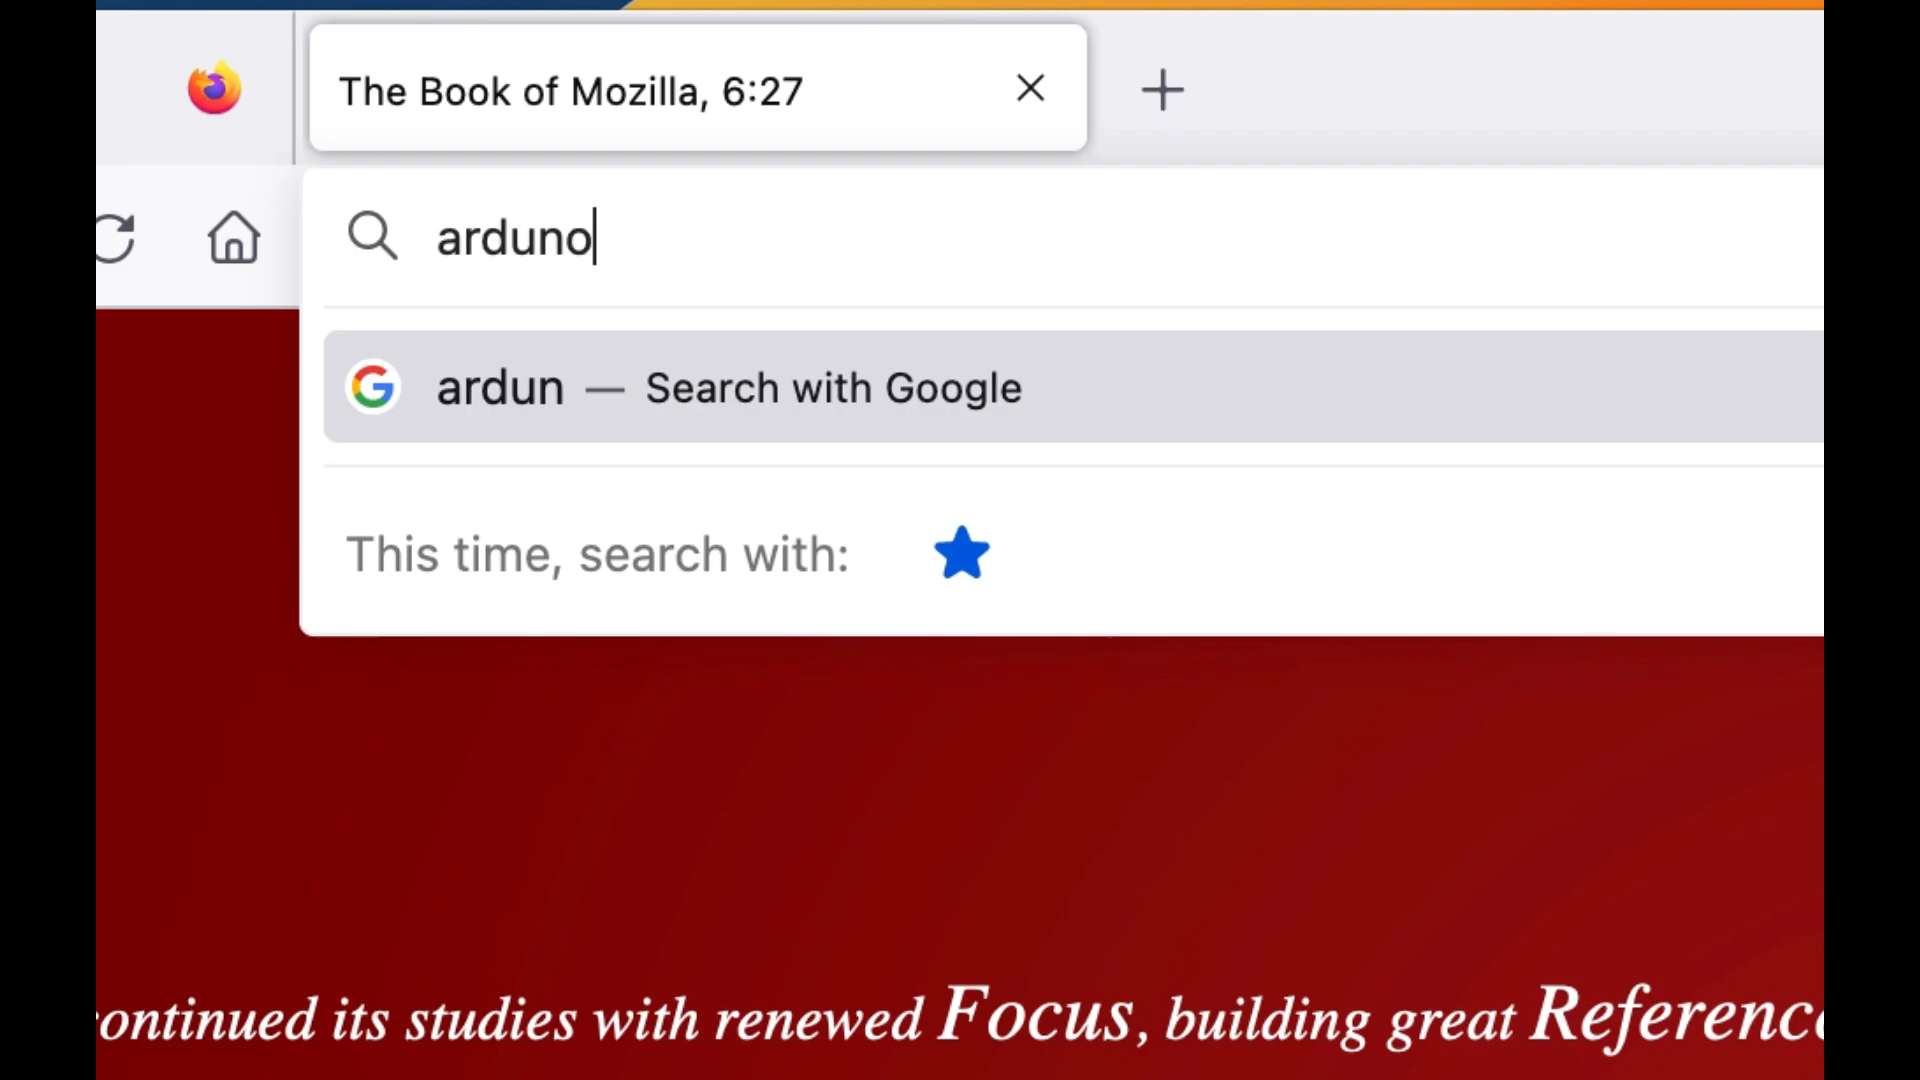 The Book of Mozilla, 6:27
arduno
ardun — Search with Google
This time, search with:
ontinued its studies with renewed Focus, building great Referenc